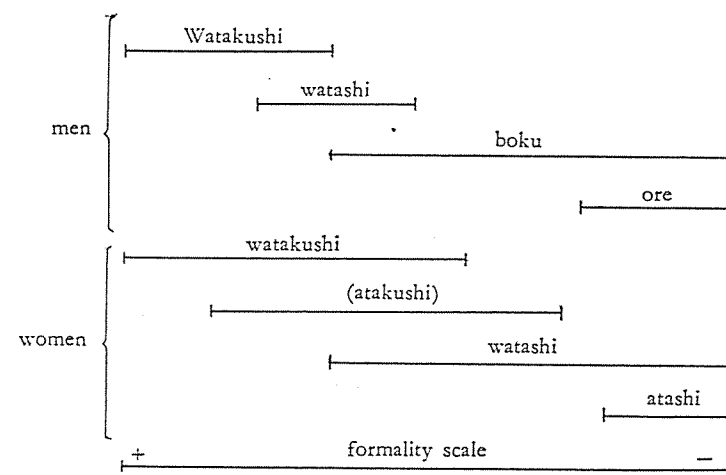 Watakushi
watashi
men
boku
ore
watakushi
(atakushi)
women
watashi
atashi
+ formality scale −